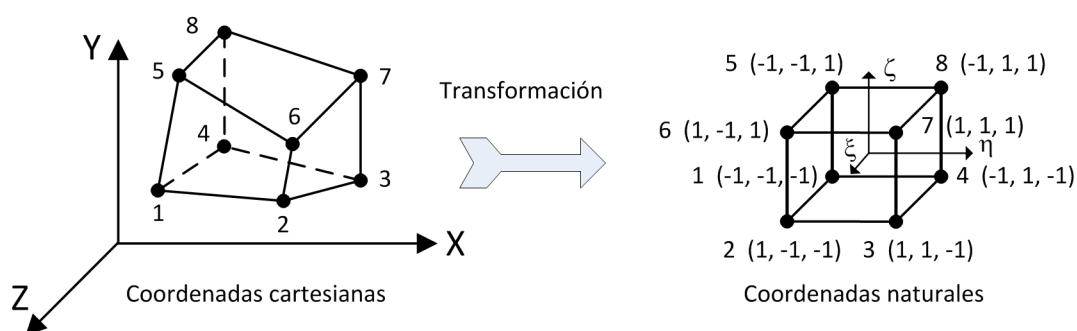 8
Y
5
7
6
4
3
1
2
X
Z
Coordenadas cartesianas
Transformación
5 (-1, -1, 1)
ζ
8 (-1, 1, 1)
6 (1, -1, 1)
7 (1, 1, 1)
ξ
η
1 (-1, -1, -1)
4 (-1, 1, -1)
2 (1, -1, -1)
3 (1, 1, -1)
Coordenadas naturales